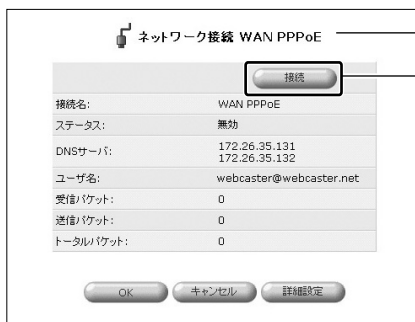 ネットワーク接続 WAN PPPoE
接続
接続名: WAN PPPoE
ステータス: 無効
DNSサーバ: 172.26.35.131
172.26.35.132
ユーザ名: webcaster@webcaster.net
受信パケット: 0
送信パケット: 0
トータルパケット: 0
OK キャンセル 詳細設定